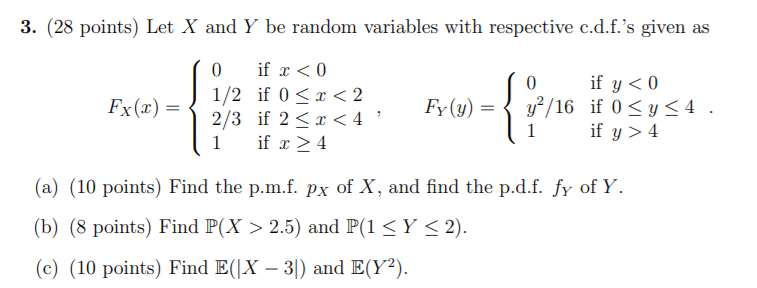 3. (28 points) Let X and Y be random variables with respective c.d.f.'s given as
F_X(x) = { 0 if x < 0; 1/2 if 0 ≤ x < 2; 2/3 if 2 ≤ x < 4; 1 if x ≥ 4 , F_Y(y) = { 0 if y < 0; y²/16 if 0 ≤ y ≤ 4; 1 if y > 4 .
(a) (10 points) Find the p.m.f. p_X of X, and find the p.d.f. f_Y of Y.
(b) (8 points) Find ℙ(X > 2.5) and ℙ(1 ≤ Y ≤ 2).
(c) (10 points) Find 𝔼(|X − 3|) and 𝔼(Y²).